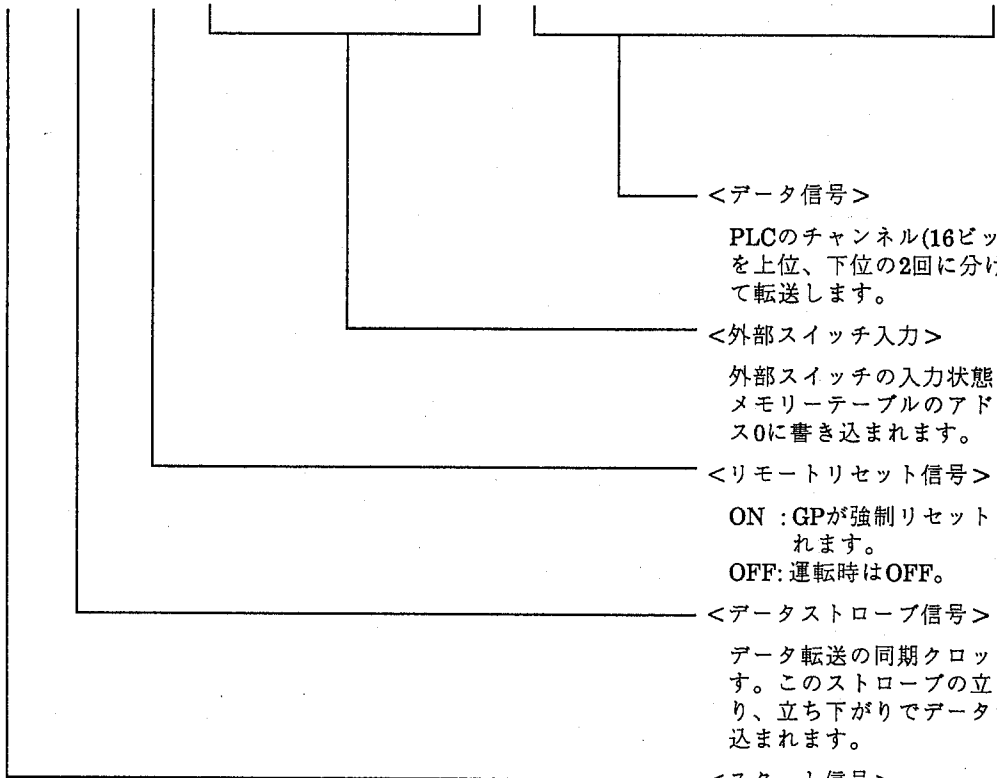 <データ信号>
PLCのチャンネル(16ビッ
を上位、下位の2回に分け
て転送します。
<外部スイッチ入力>
外部スイッチの入力状態
メモリーテーブルのアド
ス0に書き込まれます。
<リモートリセット信号>
ON :GPが強制リセット
れます。
OFF:運転時はOFF。
<データストローブ信号>
データ転送の同期クロッ
す。このストローブの立
り、立ち下がりでデータ
込まれます。
<スタート信号>